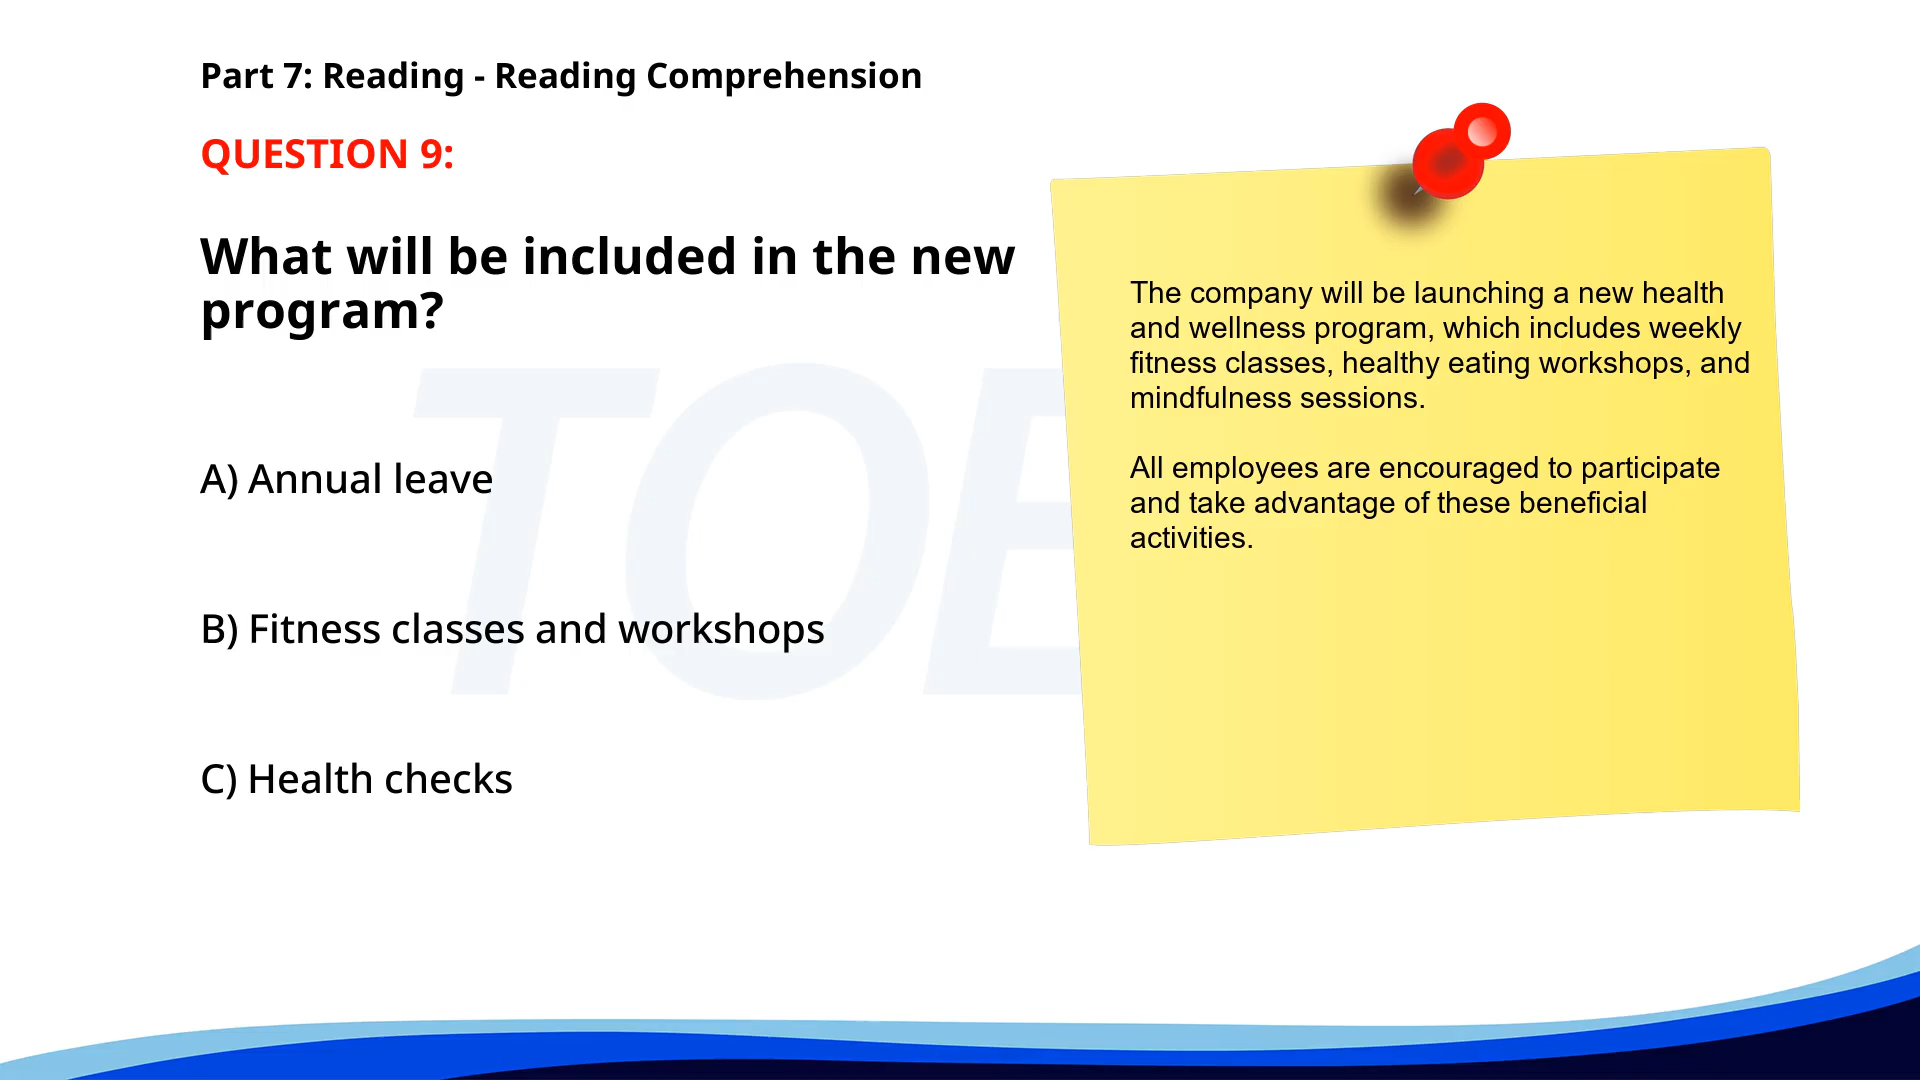 Part 7: Reading - Reading Comprehension
QUESTION 9:
What will be included in the new
program?
A) Annual leave
B) Fitness classes and workshops
C) Health checks
The company will be launching a new health
and wellness program, which includes weekly
fitness classes, healthy eating workshops, and
mindfulness sessions.
All employees are encouraged to participate
and take advantage of these beneficial
activities.
TOE